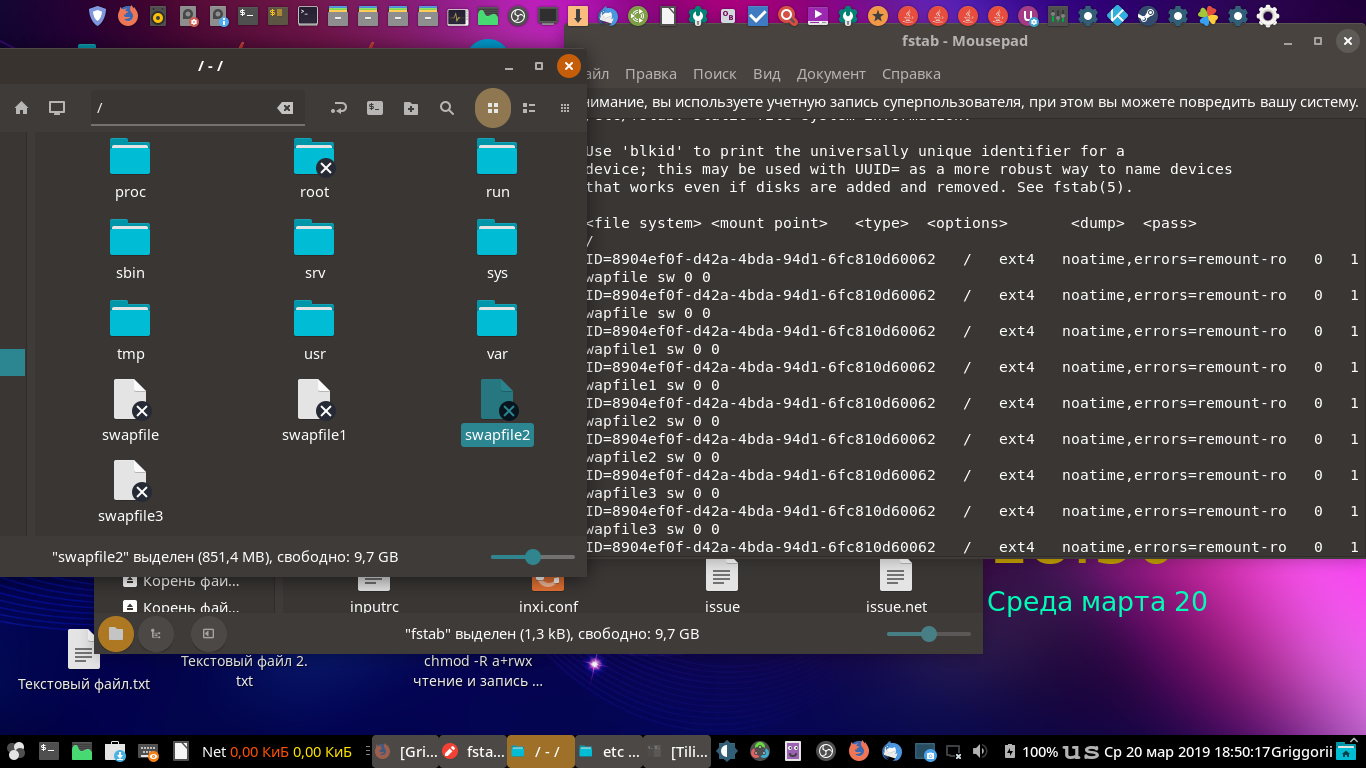 / - /
/
proc
root
run
sbin
srv
sys
tmp
usr
var
swapfile
swapfile1
swapfile2
swapfile3
"swapfile2" выделен (851,4 MB), свободно: 9,7 GB
fstab - Mousepad
Правка Поиск Вид Документ Справка
вы используете учетную запись суперпользователя, при этом вы можете повредить вашу систему.
Use 'blkid' to print the universally unique identifier for a
device; this may be used with UUID= as a more robust way to name devices
that works even if disks are added and removed. See fstab(5).
<file system> <mount point> <type> <options> <dump> <pass>
/
ID=8904ef0f-d42a-4bda-94d1-6fc810d60062 / ext4 noatime,errors=remount-ro 0 1
wapfile sw 0 0
ID=8904ef0f-d42a-4bda-94d1-6fc810d60062 / ext4 noatime,errors=remount-ro 0 1
wapfile sw 0 0
ID=8904ef0f-d42a-4bda-94d1-6fc810d60062 / ext4 noatime,errors=remount-ro 0 1
wapfile1 sw 0 0
ID=8904ef0f-d42a-4bda-94d1-6fc810d60062 / ext4 noatime,errors=remount-ro 0 1
wapfile1 sw 0 0
ID=8904ef0f-d42a-4bda-94d1-6fc810d60062 / ext4 noatime,errors=remount-ro 0 1
wapfile2 sw 0 0
ID=8904ef0f-d42a-4bda-94d1-6fc810d60062 / ext4 noatime,errors=remount-ro 0 1
wapfile2 sw 0 0
ID=8904ef0f-d42a-4bda-94d1-6fc810d60062 / ext4 noatime,errors=remount-ro 0 1
wapfile3 sw 0 0
ID=8904ef0f-d42a-4bda-94d1-6fc810d60062 / ext4 noatime,errors=remount-ro 0 1
wapfile3 sw 0 0
ID=8904ef0f-d42a-4bda-94d1-6fc810d60062 / ext4 noatime,errors=remount-ro 0 1
Корень фай...
Корень фай...
inputrc
inxi.conf
issue
issue.net
"fstab" выделен (1,3 kB), свободно: 9,7 GB
Среда марта 20
Текстовый файл.txt
Текстовый файл 2.
txt
chmod -R a+rwx
чтение и запись ...
Net 0,00 КиБ 0,00 КиБ
[Gri...
fsta...
/ - /
etc ...
[Tili...
100%
us
Ср 20 мар 2019 18:50:17
Griggorii